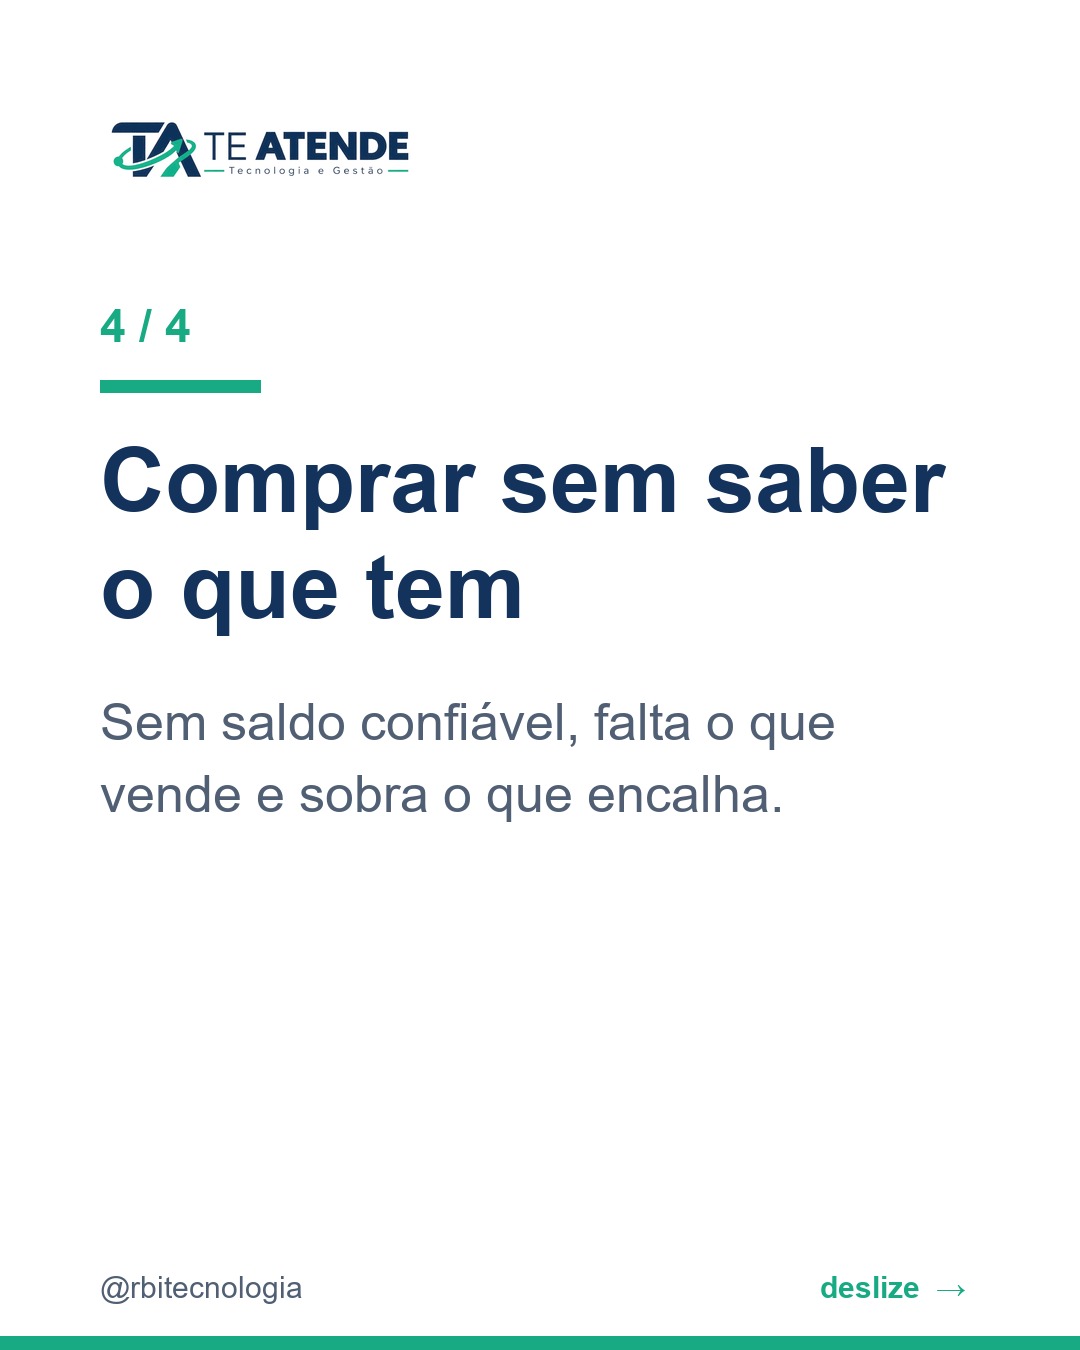 TA TE ATENDE
Tecnologia e Gestão
4 / 4
Comprar sem saber
o que tem
Sem saldo confiável, falta o que
vende e sobra o que encalha.
@rbitecnologia
deslize →